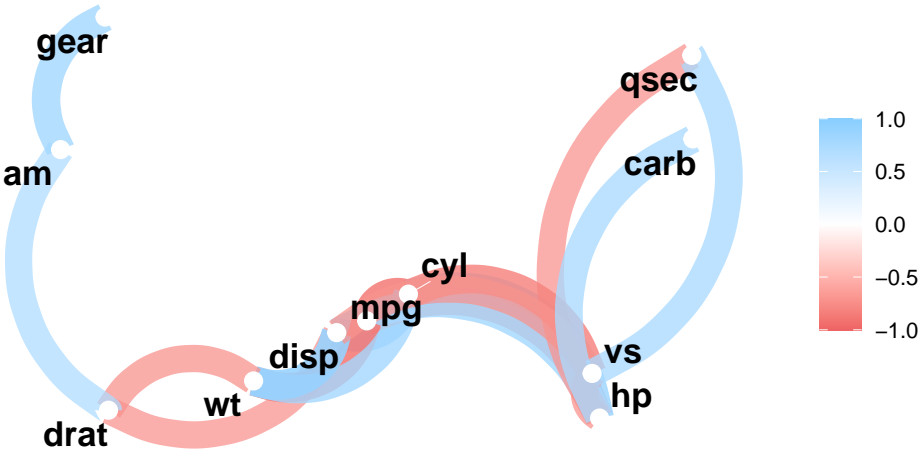 gear
qsec
carb
am
cyl
mpg
disp
vs
wt
hp
drat
1.0
0.5
0.0
−0.5
−1.0